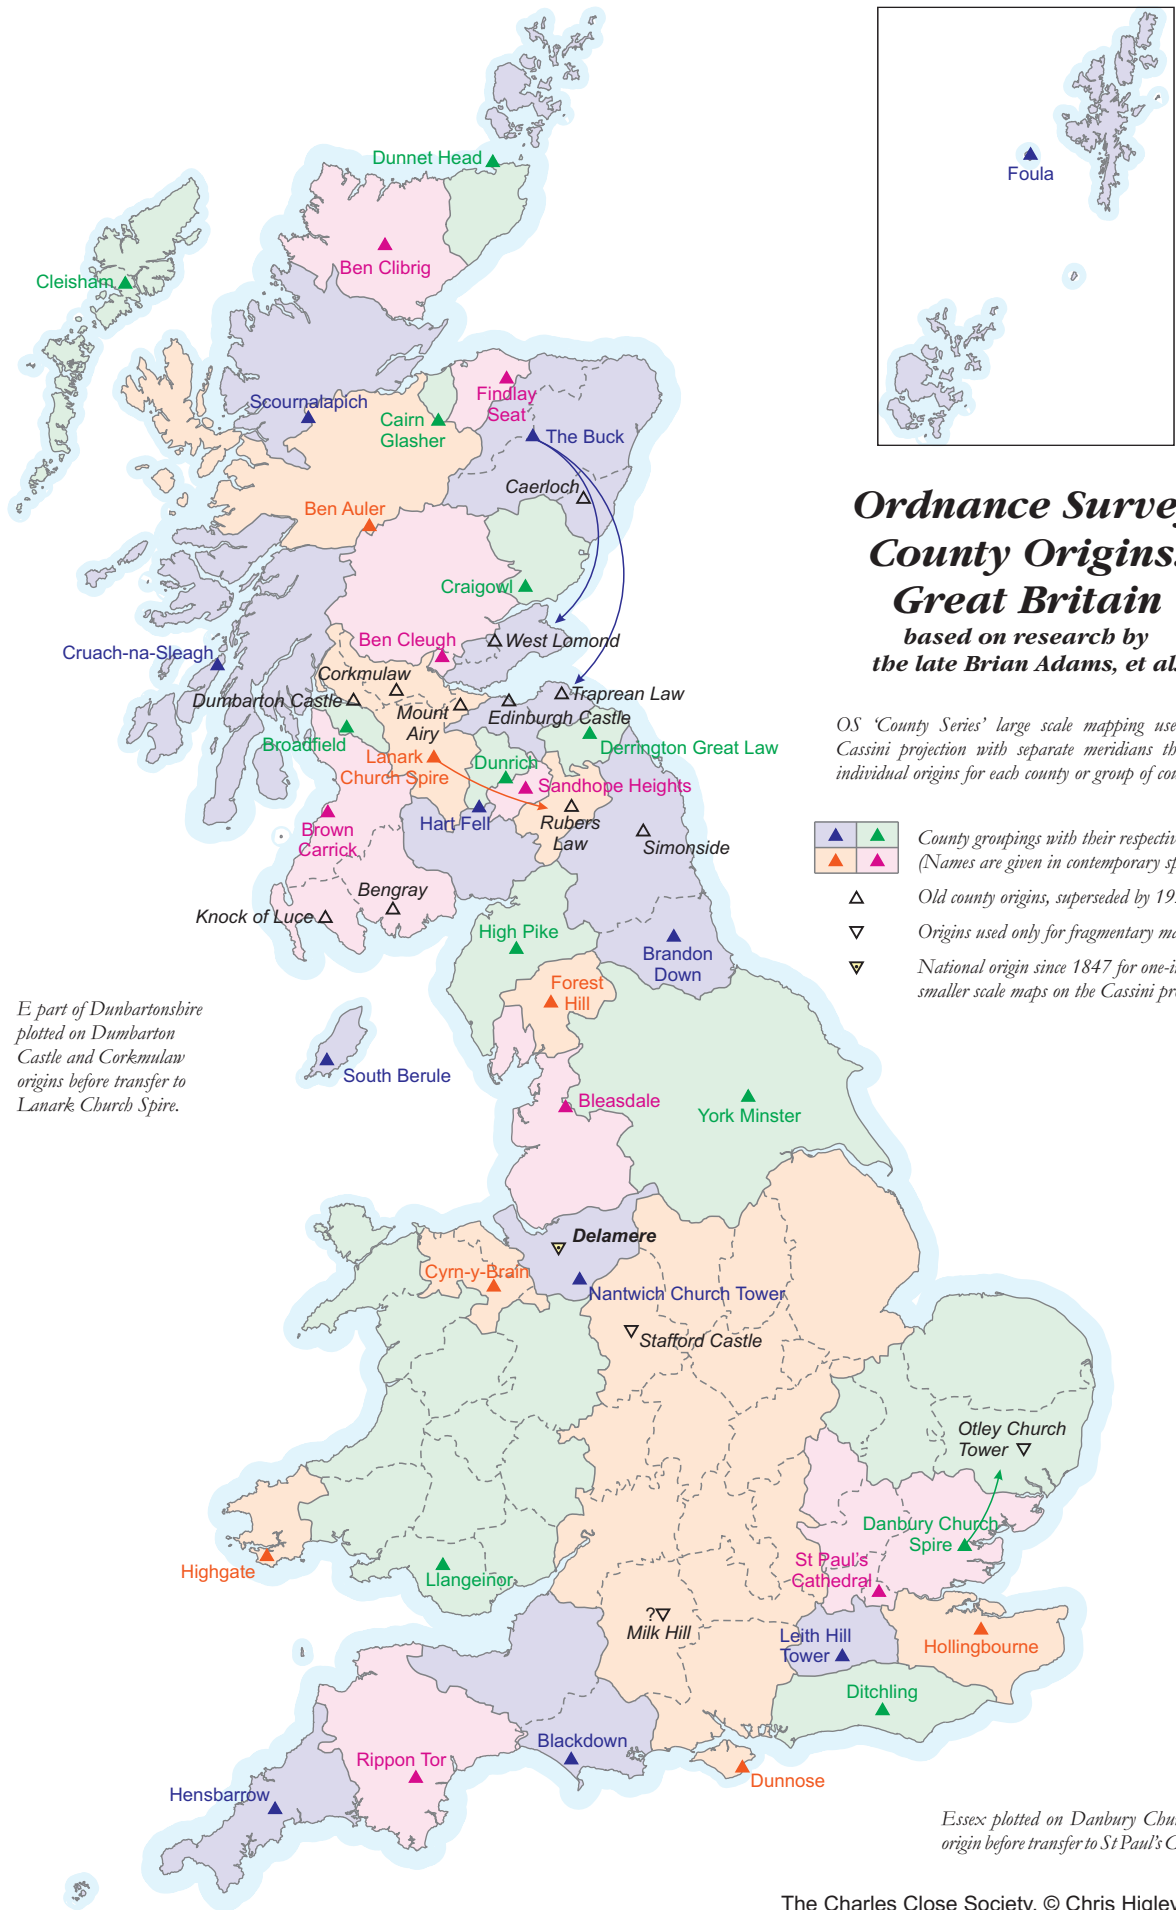 Dunnet Head
Foula
Ben Clibrig
Cleisham
Scournalapich
Findlay
Seat
Cairn
Glasher
The Buck
Caerloch
Ben Auler
Ordnance Survey
County Origins,
Great Britain
based on research by
the late Brian Adams, et al.
Craigowl
Ben Cleugh
West Lomond
Cruach-na-Sleagh
Corkmulaw
Dumbarton Castle
Traprean Law
Mount
Airy
Edinburgh Castle
Broadfield
Derrington Great Law
Lanark
Church Spire
Dunrich
Sandhope Heights
Brown
Carrick
Hart Fell
Rubers
Law
Simonside
OS ‘County Series’ large scale mapping use
Cassini projection with separate meridians th
individual origins for each county or group of cou
County groupings with their respectiv
(Names are given in contemporary sp
Old county origins, superseded by 19
Origins used only for fragmentary ma
National origin since 1847 for one-i
smaller scale maps on the Cassini pr
Bengray
Knock of Luce
High Pike
Brandon
Down
Forest
Hill
E part of Dunbartonshire
plotted on Dumbarton
Castle and Corkmulaw
origins before transfer to
Lanark Church Spire.
South Berule
Bleasdale
York Minster
Delamere
Cyrn-y-Brain
Nantwich Church Tower
Stafford Castle
Otley Church
Tower
Danbury Church
Spire
Highgate
Llangeinor
St Paul's
Cathedral
?
Milk Hill
Leith Hill
Tower
Hollingbourne
Ditchling
Blackdown
Rippon Tor
Dunnose
Hensbarrow
Essex plotted on Danbury Chu
origin before transfer to St Paul's C
The Charles Close Society. © Chris Higley